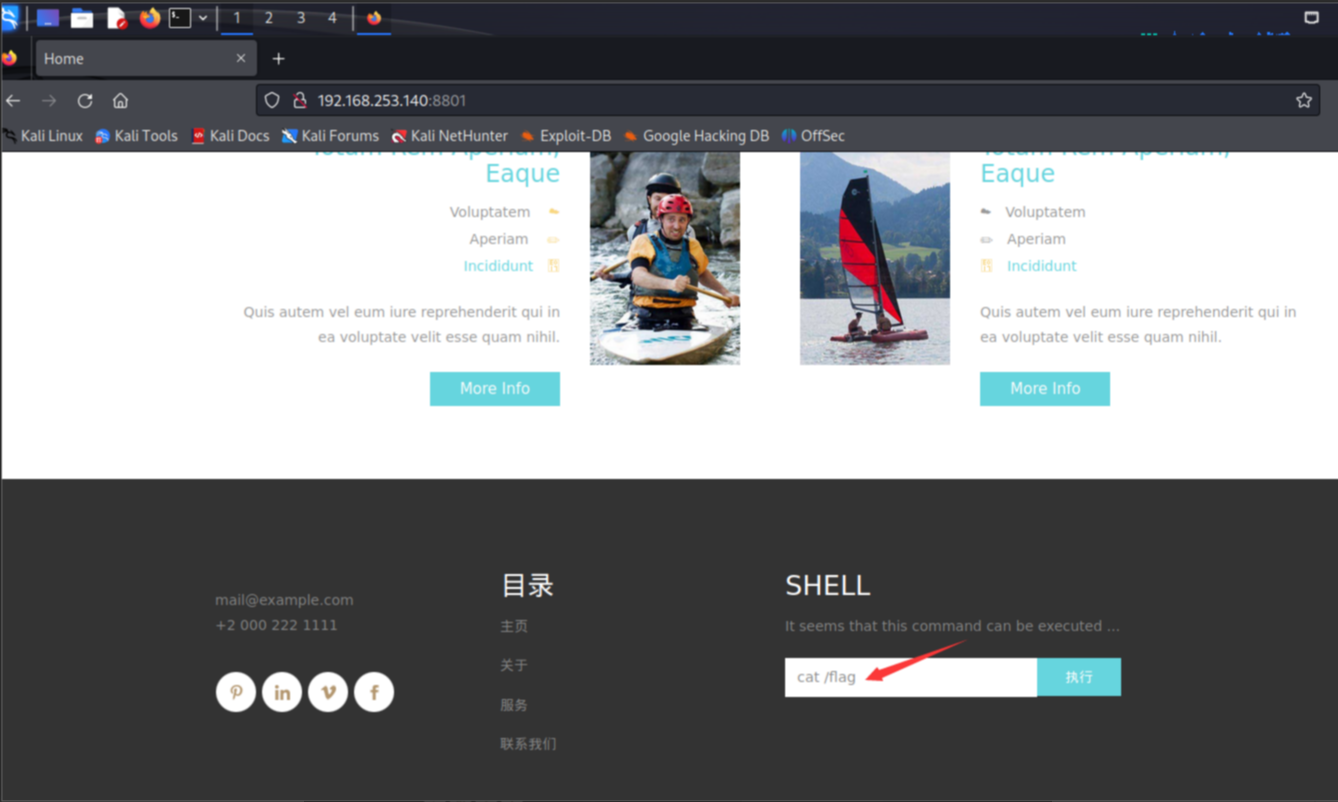 1 2 3 4
Home
192.168.253.140:8801
Kali Linux Kali Tools Kali Docs Kali Forums Kali NetHunter Exploit-DB Google Hacking DB OffSec
Eaque
Voluptatem
Aperiam
Incididunt
Quis autem vel eum iure reprehenderit qui in
ea voluptate velit esse quam nihil.
More Info
Eaque
Voluptatem
Aperiam
Incididunt
Quis autem vel eum iure reprehenderit qui in
ea voluptate velit esse quam nihil.
More Info
mail@example.com
+2 000 222 1111
目录
主页
关于
服务
联系我们
SHELL
It seems that this command can be executed ...
cat /flag
执行